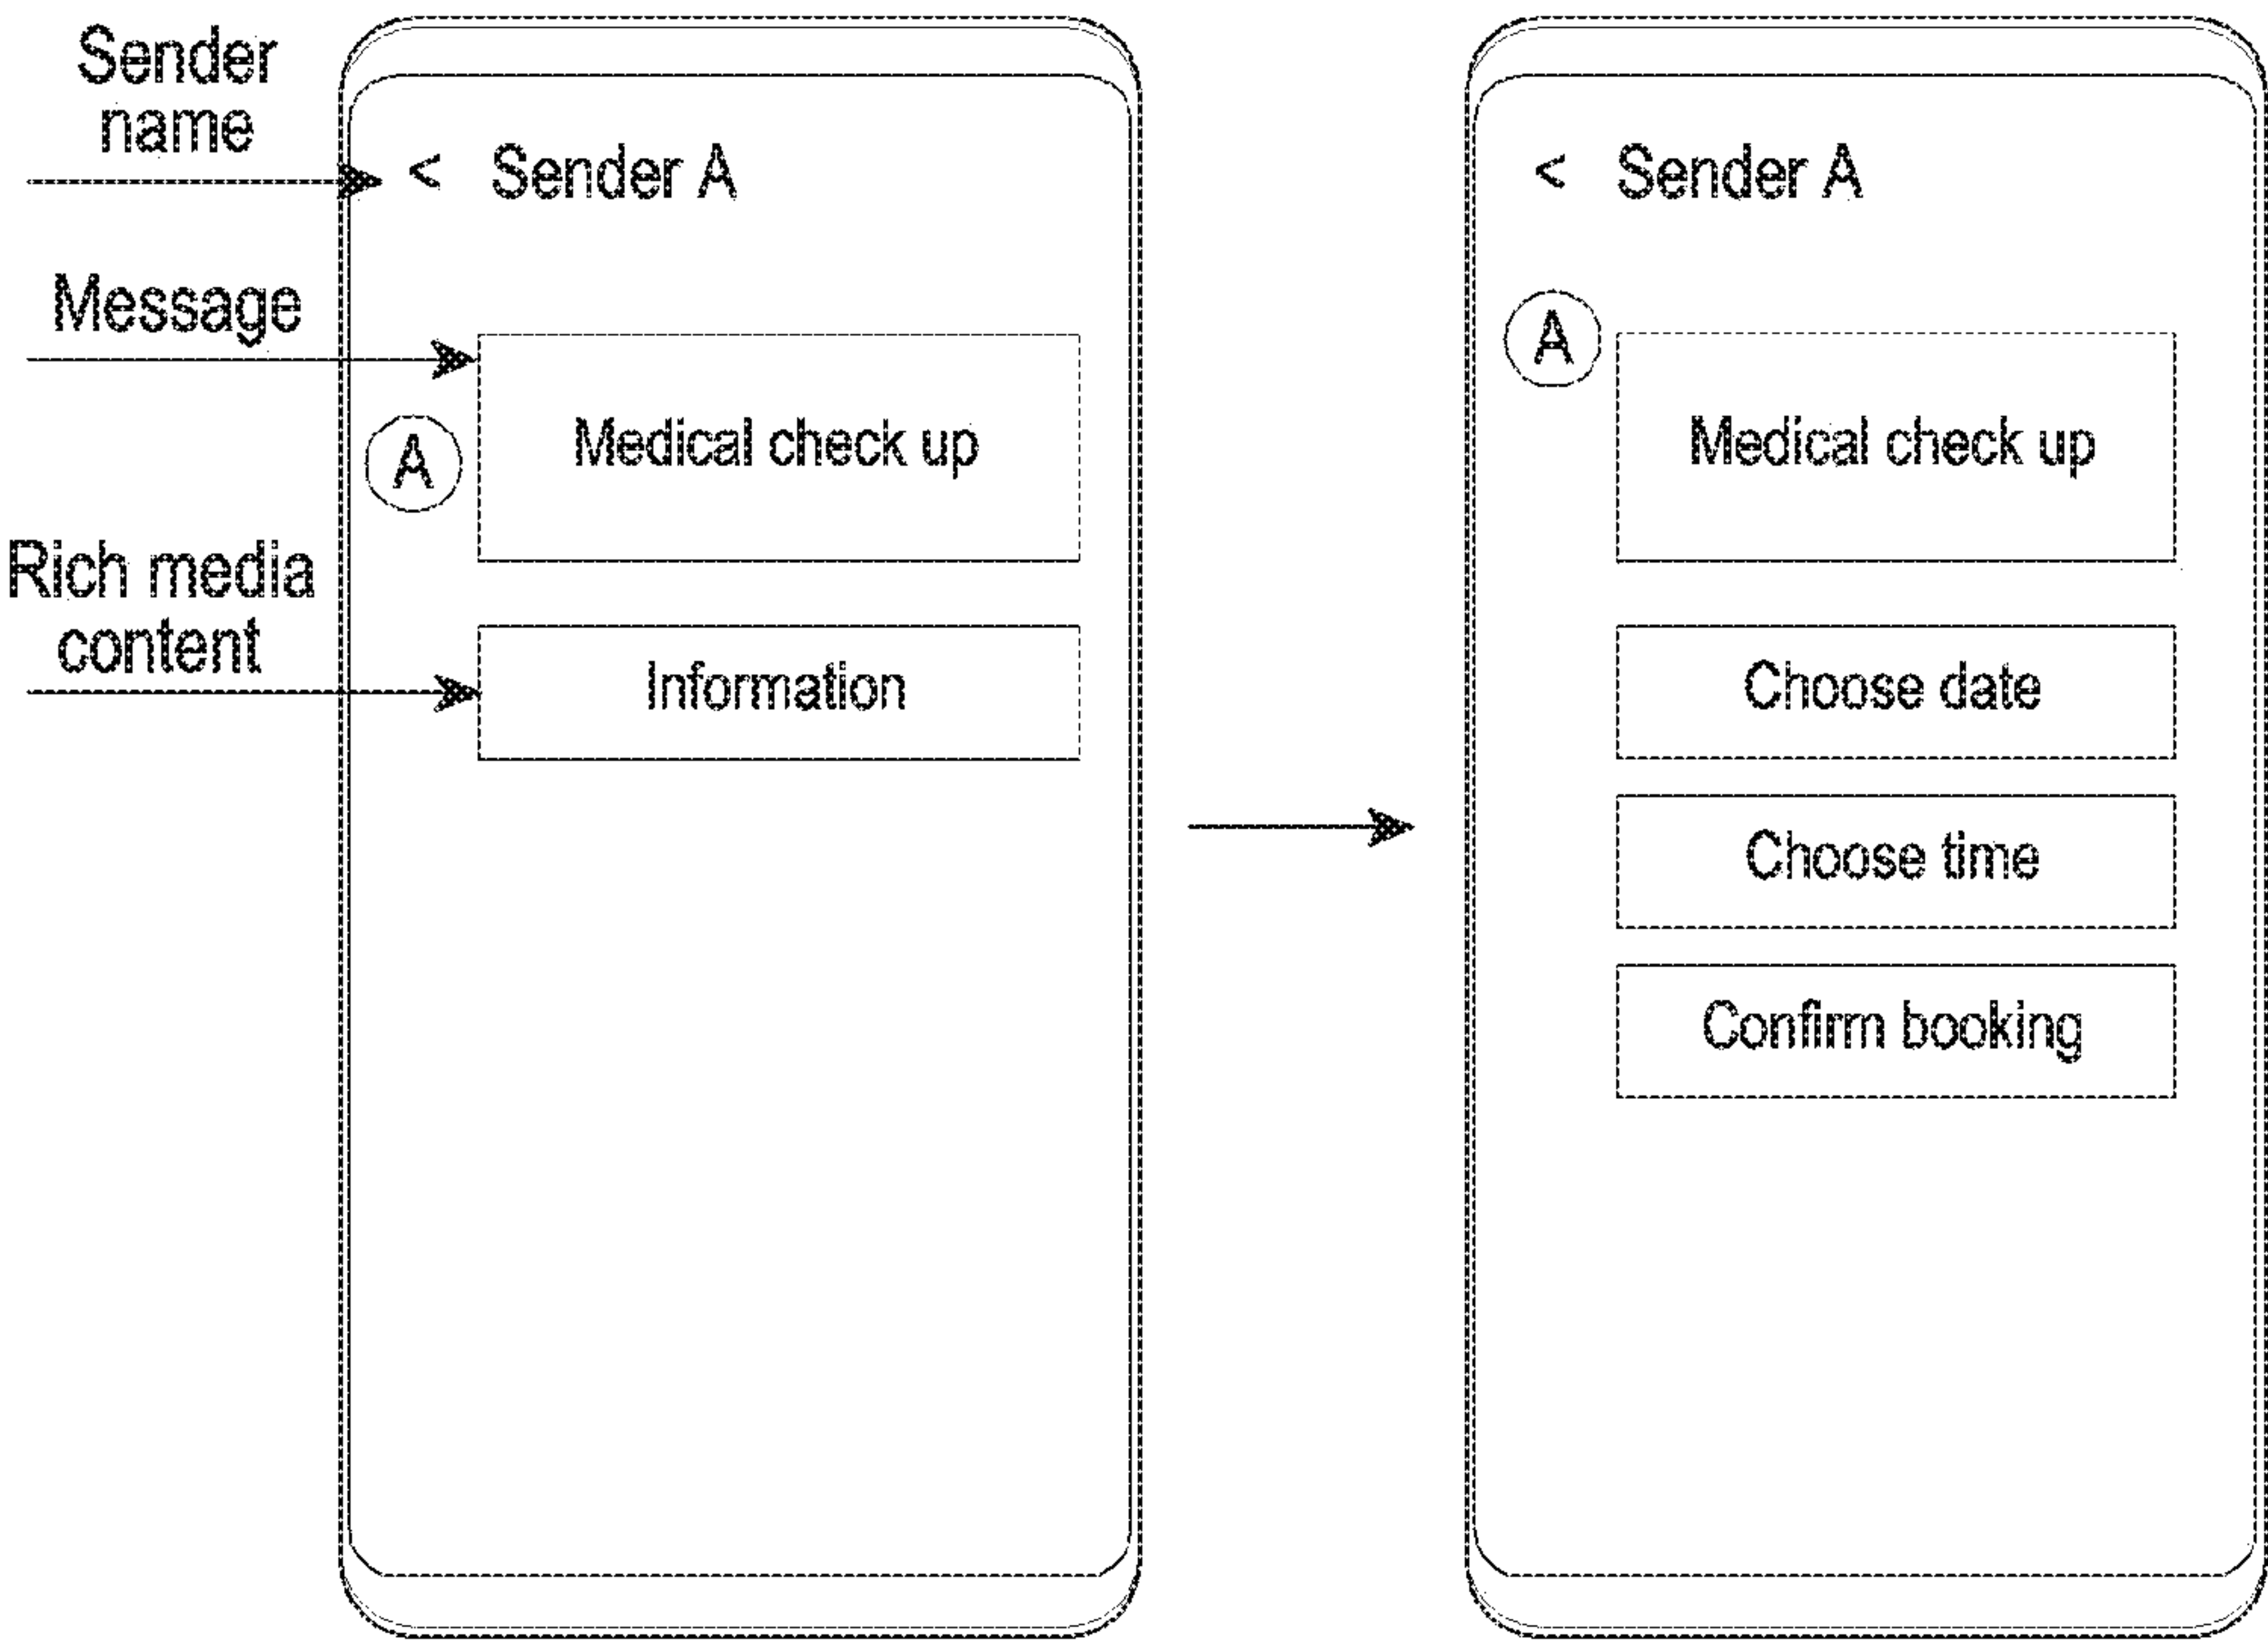 Sender
name
< Sender A
Message
A
Medical check up
Rich media
content
Information
< Sender A
A
Medical check up
Choose date
Choose time
Confirm booking